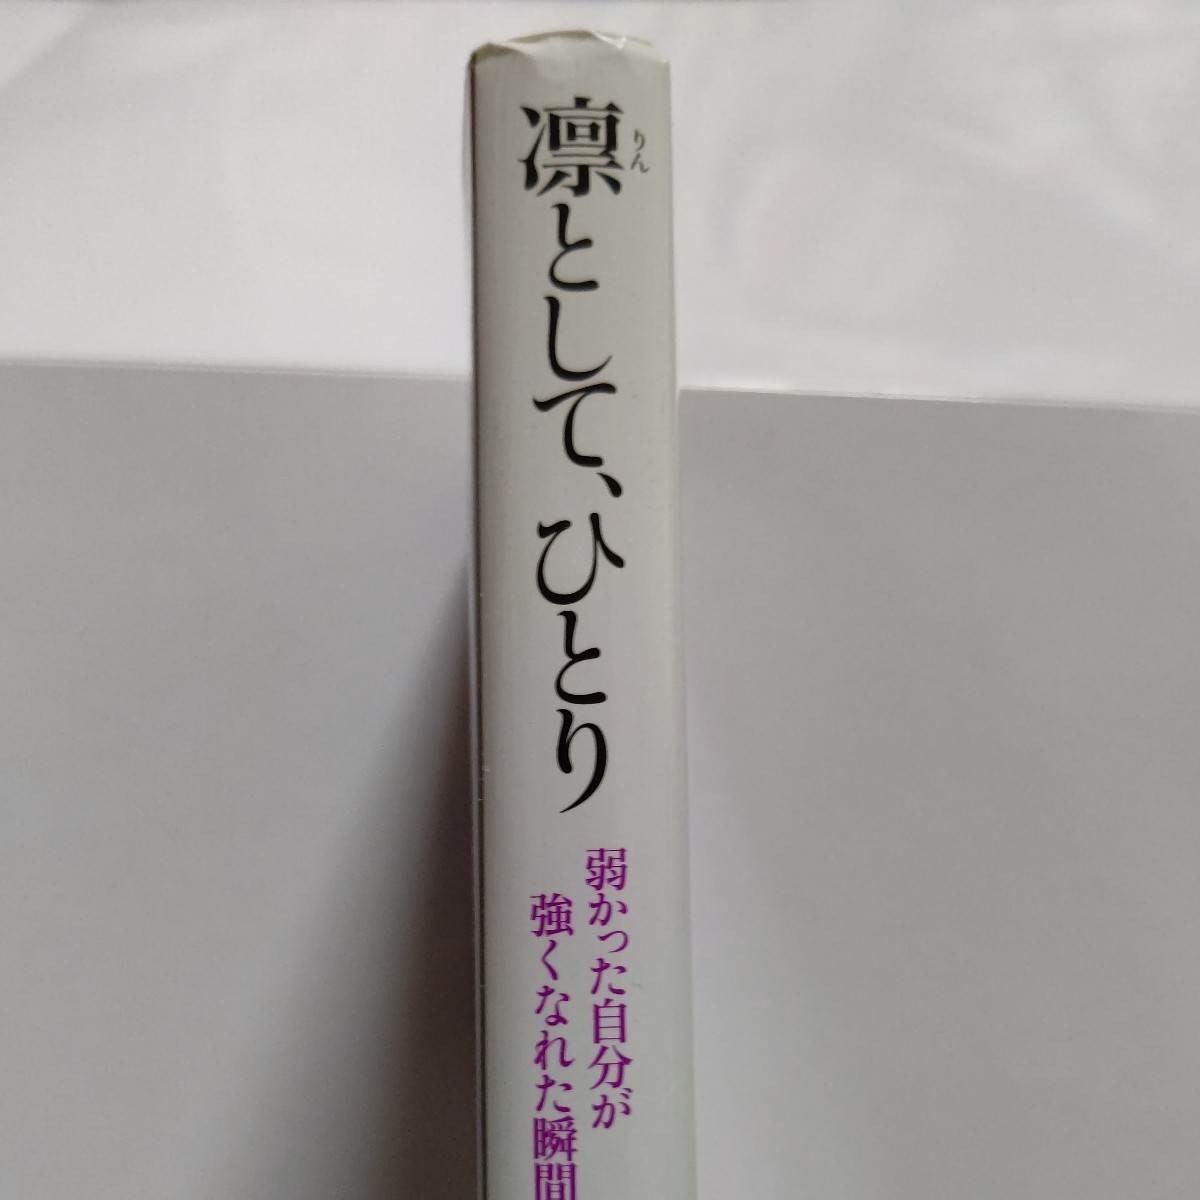 凛として、ひとり
りん
弱かった自分が
強くなれた瞬間